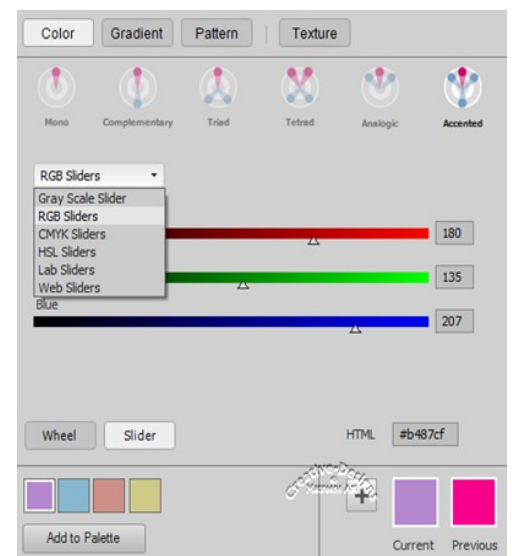 Color Gradient Pattern Texture
Mono Complementary Triad Tetrad Analogic Accented
RGB Sliders
Gray Scale Slider
RGB Sliders
CMYK Sliders
HSL Sliders
Lab Sliders
Web Sliders
180
135
Blue
207
Wheel Slider HTML #b487cf
Creative-Design
+
Add to Palette
Current Previous